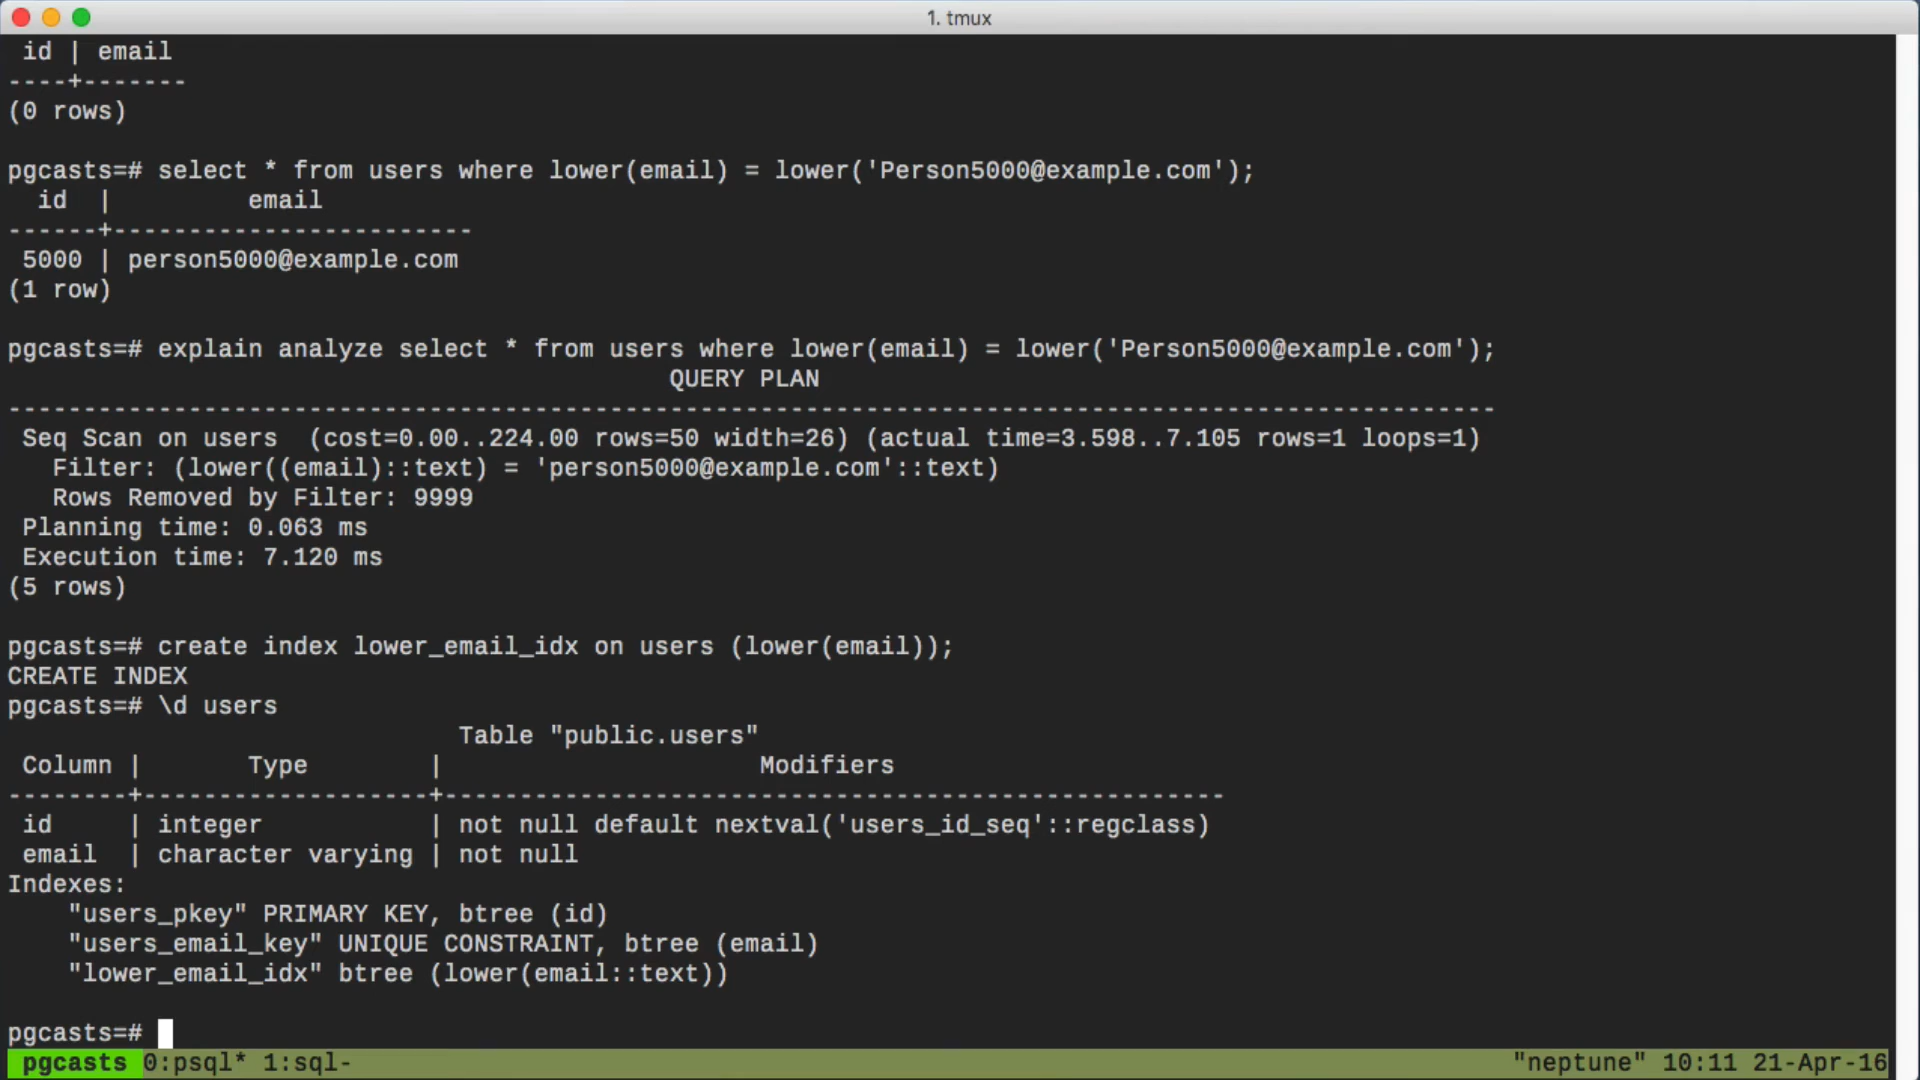 1. tmux
 id | email
----+-------
(0 rows)
pgcasts=# select * from users where lower(email) = lower('Person5000@example.com');
  id  |         email
------+------------------------
 5000 | person5000@example.com
(1 row)
pgcasts=# explain analyze select * from users where lower(email) = lower('Person5000@example.com');
                                            QUERY PLAN
---------------------------------------------------------------------------------------------------
 Seq Scan on users  (cost=0.00..224.00 rows=50 width=26) (actual time=3.598..7.105 rows=1 loops=1)
   Filter: (lower((email)::text) = 'person5000@example.com'::text)
   Rows Removed by Filter: 9999
 Planning time: 0.063 ms
 Execution time: 7.120 ms
(5 rows)
pgcasts=# create index lower_email_idx on users (lower(email));
CREATE INDEX
pgcasts=# \d users
                              Table "public.users"
 Column |       Type        |                     Modifiers
--------+-------------------+----------------------------------------------------
 id     | integer           | not null default nextval('users_id_seq'::regclass)
 email  | character varying | not null
Indexes:
    "users_pkey" PRIMARY KEY, btree (id)
    "users_email_key" UNIQUE CONSTRAINT, btree (email)
    "lower_email_idx" btree (lower(email::text))
pgcasts=#
pgcasts 0:psql* 1:sql- "neptune" 10:11 21-Apr-16